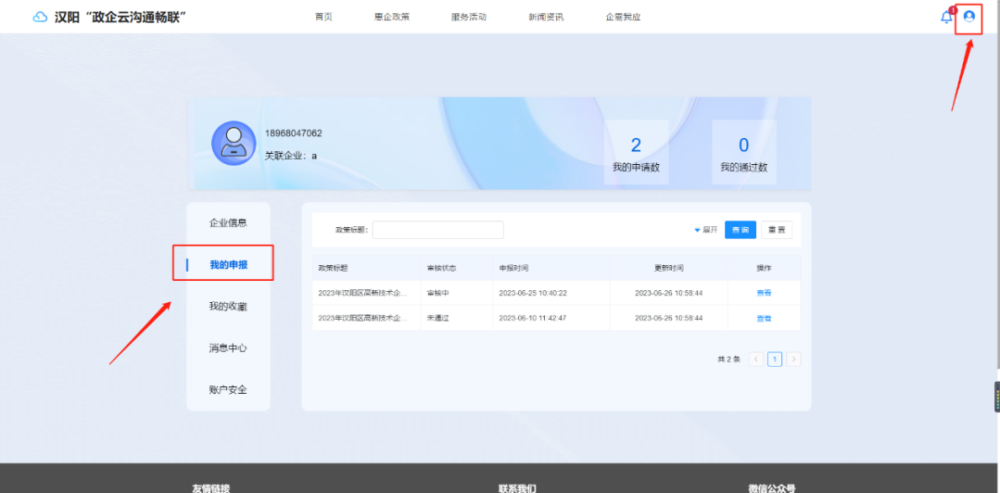 汉阳“政企云沟通畅联” 首页 惠企政策 服务活动 新闻资讯 企需我应 1
18968047062
关联企业：a
2 0
我的申请数 我的通过数
企业信息
我的申报
我的收藏
消息中心
账户安全
政策标题： 展开 查询 重置
政策标题 审核状态 申报时间 更新时间 操作
2023年汉阳区高新技术企... 审核中 2023-06-25 10:40:22 2023-06-26 10:58:44 查看
2023年汉阳区高新技术企... 未通过 2023-06-10 11:42:47 2023-06-26 10:58:44 查看
共 2 条 < 1 >
友情链接 联系我们 微信公众号